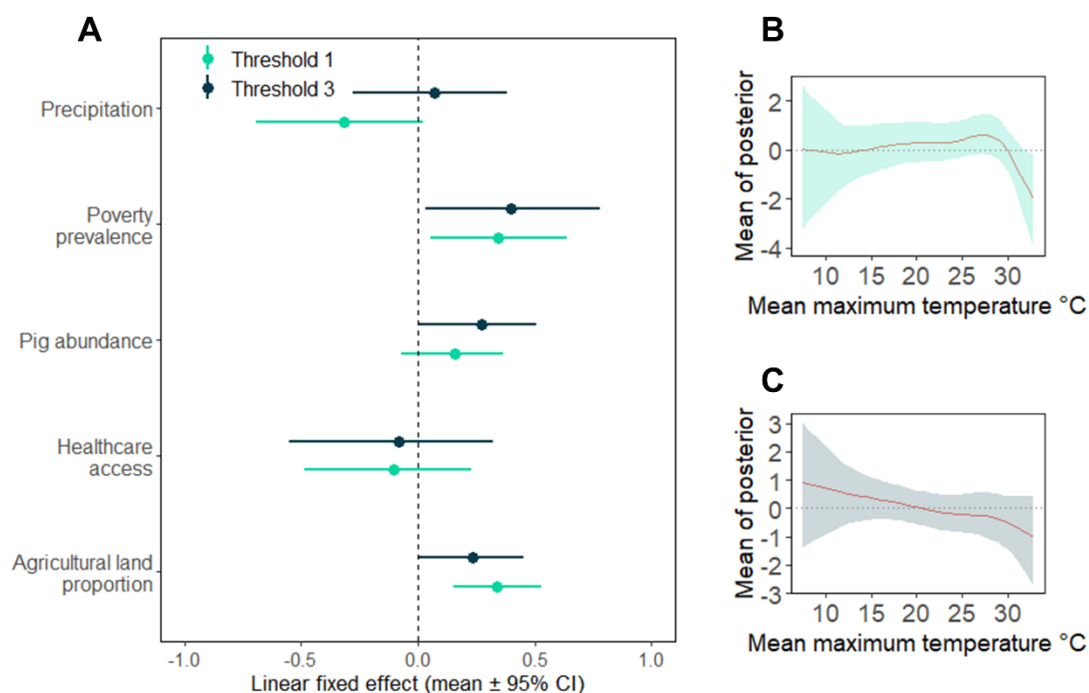 A
Threshold 1
Threshold 3
Precipitation
Poverty
prevalence
Pig abundance
Healthcare
access
Agricultural land
proportion
-1.0
-0.5
0.0
0.5
1.0
Linear fixed effect (mean ± 95% CI)
B
Mean of posterior
2
0
-2
-4
10
15
20
25
30
Mean maximum temperature °C
C
Mean of posterior
3
2
1
0
-1
-2
-3
10
15
20
25
30
Mean maximum temperature °C